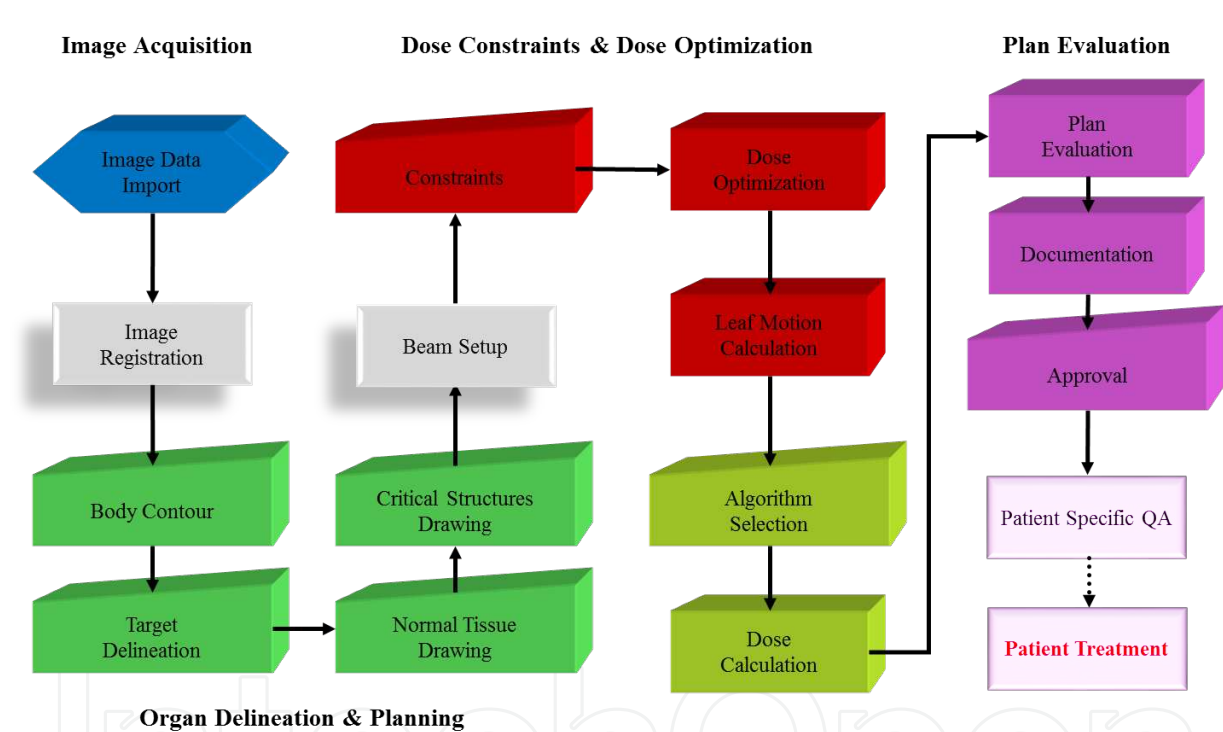 Image Acquisition
Dose Constraints & Dose Optimization
Plan Evaluation
Image Data
Import
Image
Registration
Body Contour
Target
Delineation
Normal Tissue
Drawing
Critical Structures
Drawing
Beam Setup
Constraints
Dose
Optimization
Leaf Motion
Calculation
Algorithm
Selection
Dose
Calculation
Plan
Evaluation
Documentation
Approval
Patient Specific QA
Patient Treatment
Organ Delineation & Planning